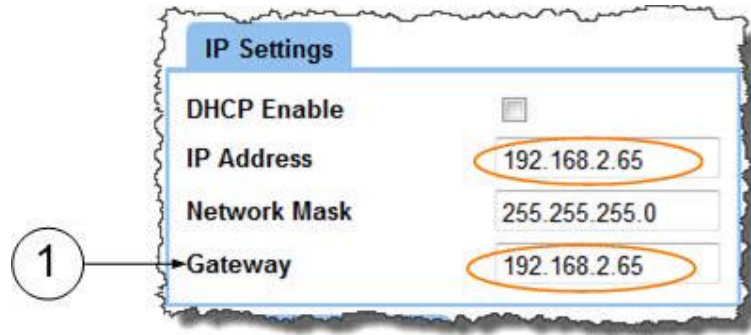 IP Settings
DHCP Enable
IP Address 192.168.2.65
Network Mask 255.255.255.0
1 Gateway 192.168.2.65